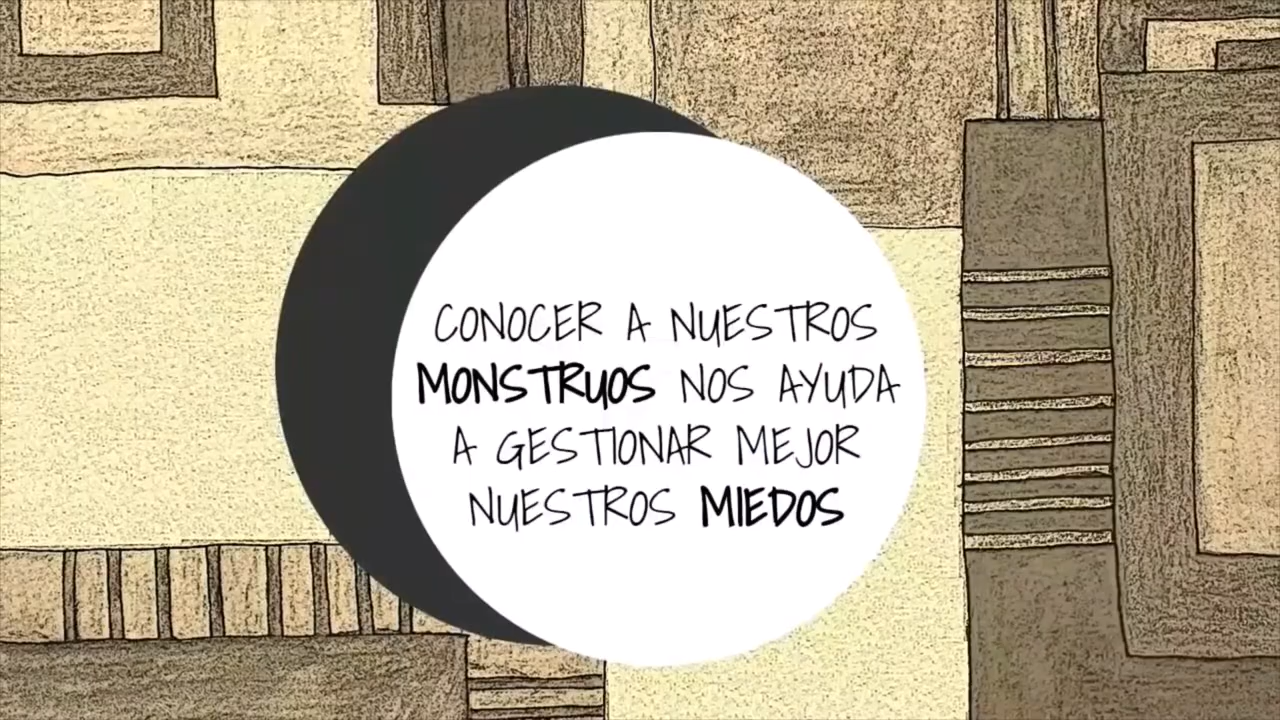 CONOCER A NUESTROS
MONSTRUOS NOS AYUDA
A GESTIONAR MEJOR
NUESTROS MIEDOS